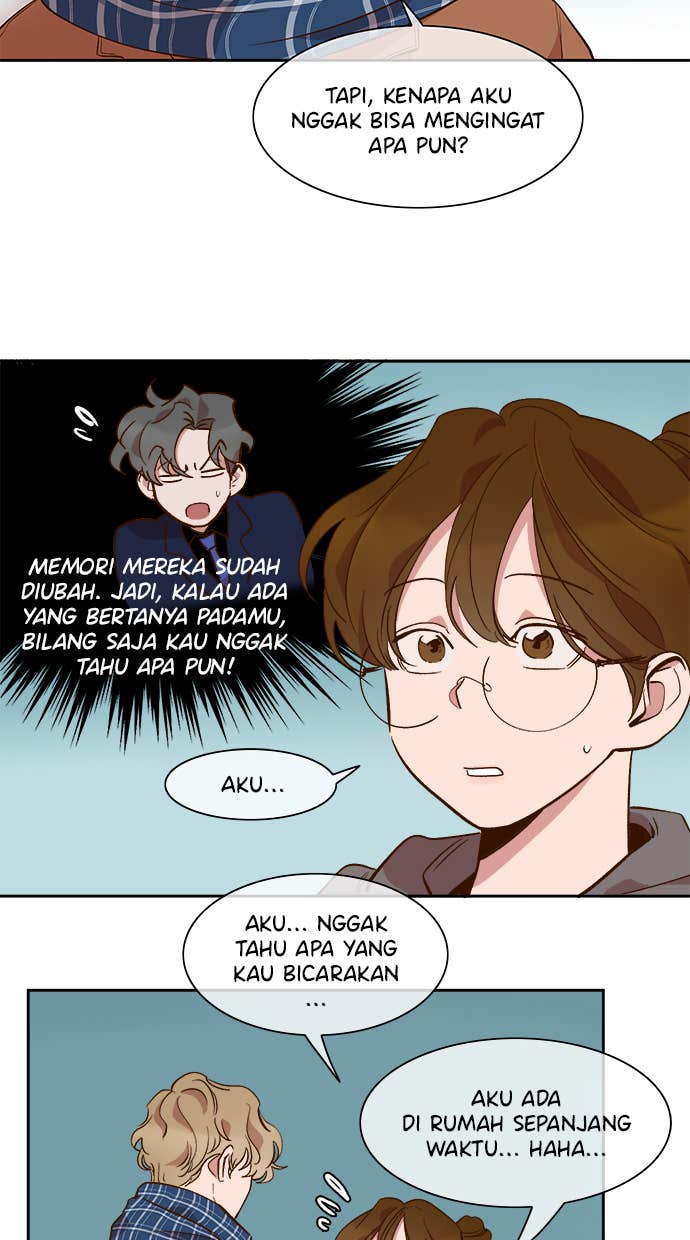 TAPI, KENAPA AKU
NGGAK BISA MENGINGAT
APA PUN?
MEMORI MEREKA SUDAH
DIUBAH. JADI, KALAU ADA
YANG BERTANYA PADAMU,
BILANG SAJA KAU NGGAK
TAHU APA PUN!
AKU...
AKU... NGGAK
TAHU APA YANG
KAU BICARAKAN
...
AKU ADA
DI RUMAH SEPANJANG
WAKTU... HAHA...